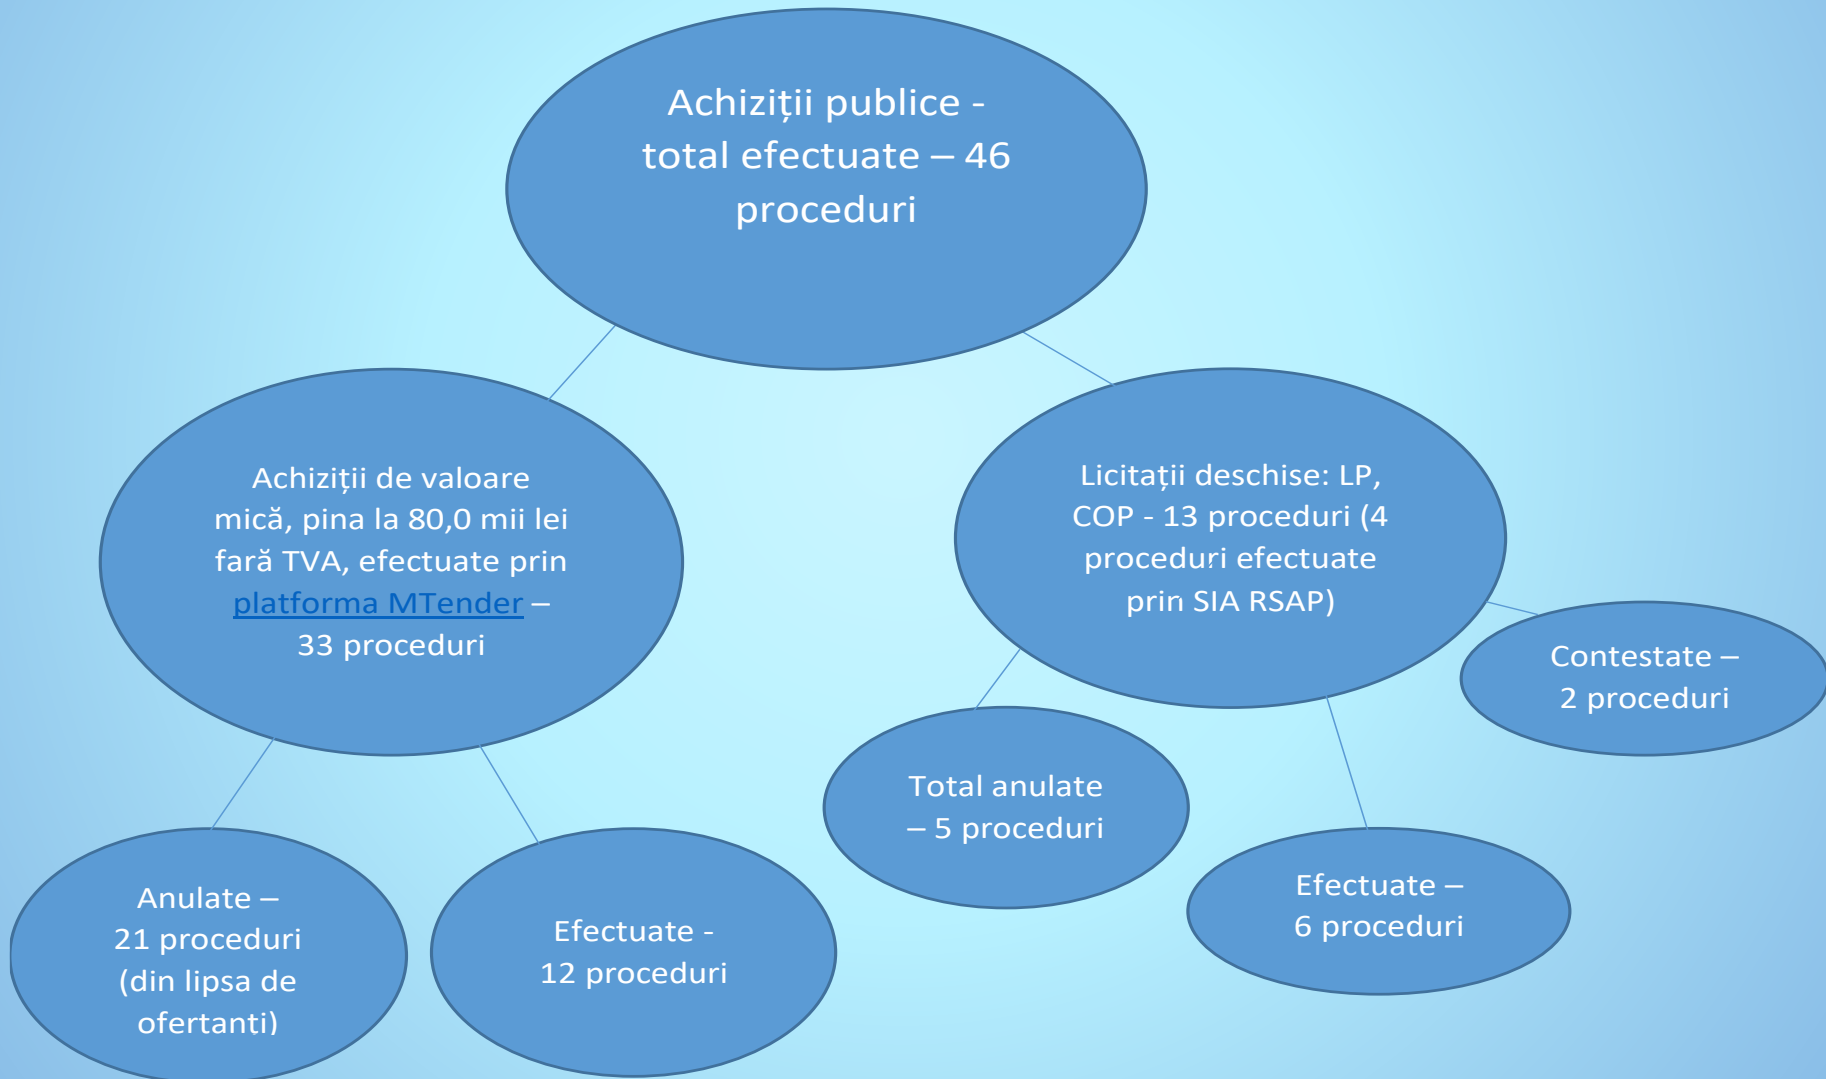 Achiziții publice -
total efectuate – 46
proceduri
Achiziții de valoare
mică, pina la 80,0 mii lei
fară TVA, efectuate prin
platforma MTender –
33 proceduri
Licitații deschise: LP,
COP - 13 proceduri (4
proceduri efectuate
prin SIA RSAP)
Contestate –
2 proceduri
Total anulate
– 5 proceduri
Efectuate –
6 proceduri
Anulate –
21 proceduri
(din lipsa de
ofertanți)
Efectuate -
12 proceduri